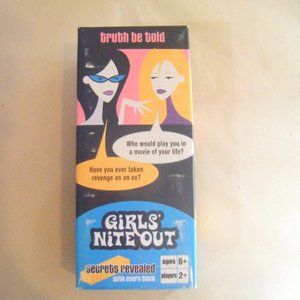 truth be told
Who would play you in
a movie of your life?
Have you ever taken
revenge on an ex?
GIRLS'
NITE OUT
secrets revealed
with every block
ages 6+
players 2+